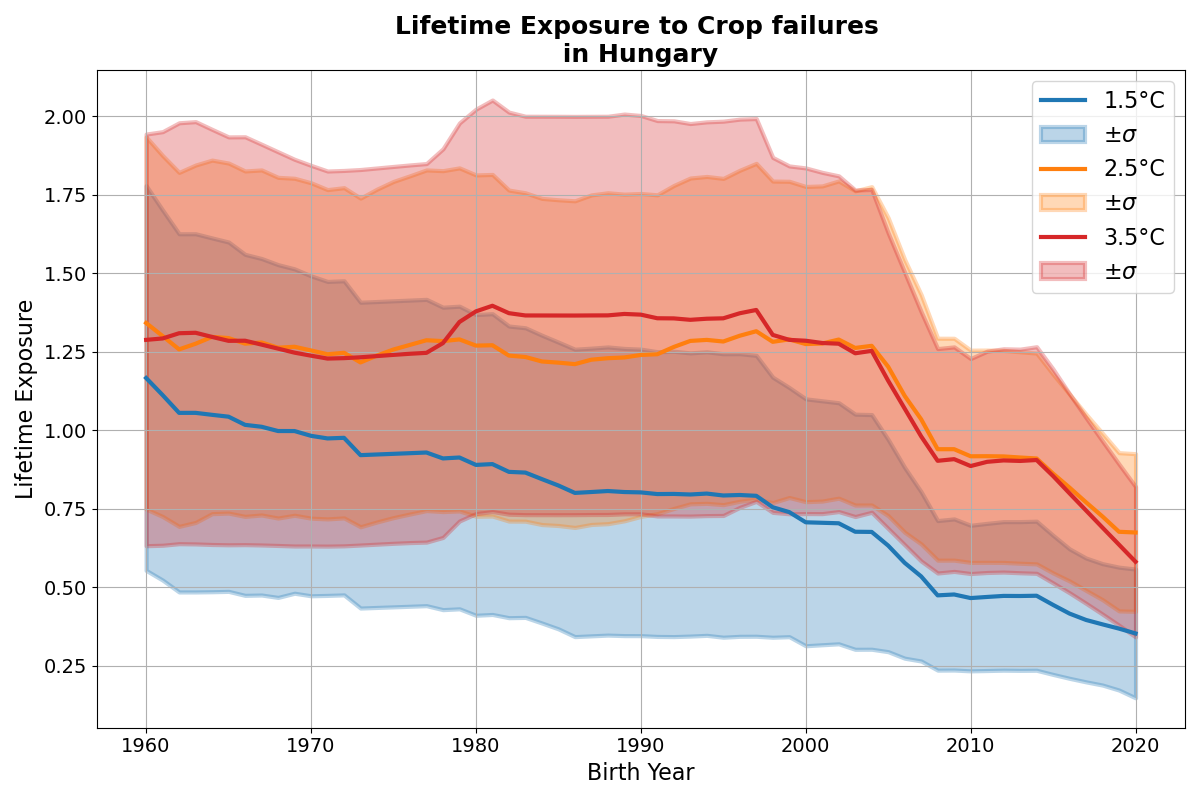 Lifetime Exposure to Crop failures
in Hungary
Lifetime Exposure
2.00
1.75
1.50
1.25
1.00
0.75
0.50
0.25
1.5°C
±σ
2.5°C
±σ
3.5°C
±σ
1960 1970 1980 1990 2000 2010 2020
Birth Year